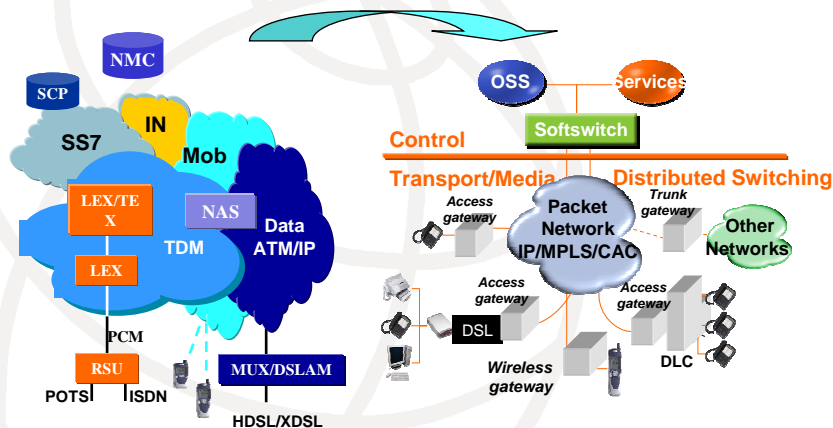 NMC
SCP
IN
SS7
Mob
LEX/TE
X
NAS
Data
ATM/IP
TDM
LEX
PCM
RSU
MUX/DSLAM
POTS
ISDN
HDSL/XDSL
OSS
Services
Softswitch
Control
Transport/Media
Distributed Switching
Access
gateway
Packet
Network
IP/MPLS/CAC
Trunk
gateway
Other
Networks
Access
gateway
DSL
Access
gateway
Wireless
gateway
DLC